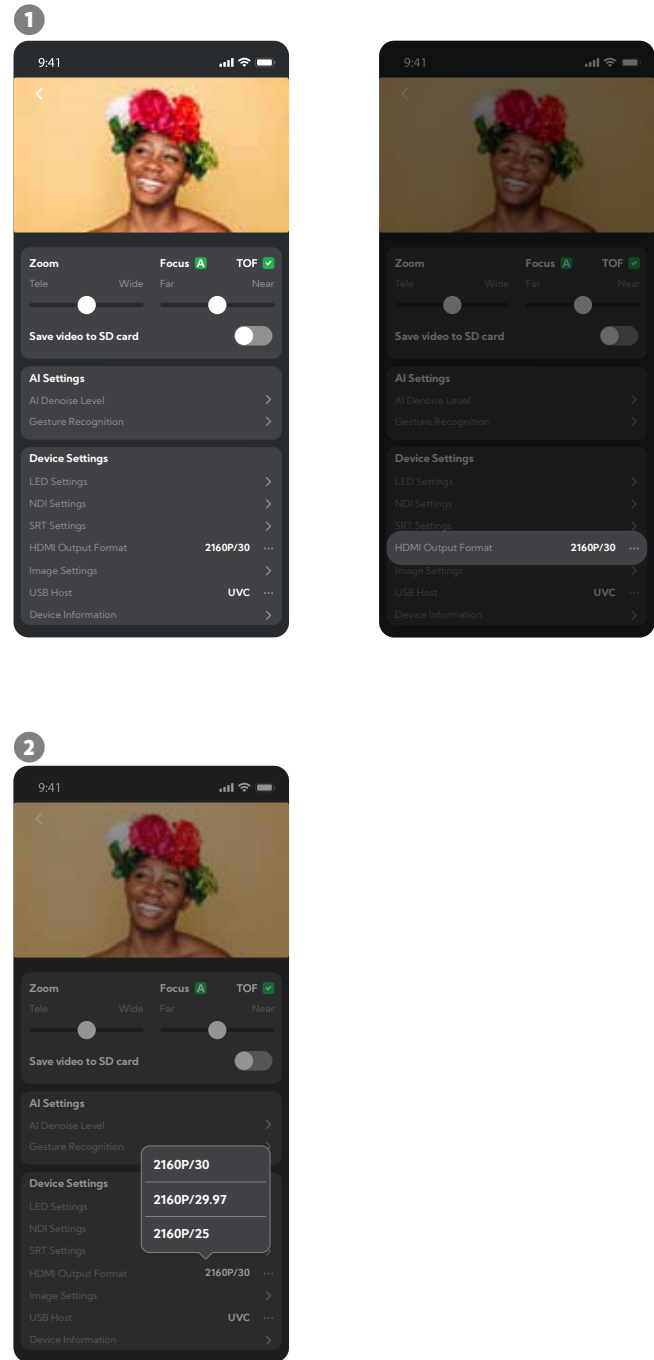 1
9:41
Zoom Focus A TOF
Tele Wide Far Near
Save video to SD card
AI Settings
AI Denoise Level
Gesture Recognition
Device Settings
LED Settings
NDI Settings
SRT Settings
HDMI Output Format 2160P/30 ...
Image Settings
USB Host UVC ...
Device Information
9:41
Zoom Focus A TOF
Tele Wide Far Near
Save video to SD card
AI Settings
AI Denoise Level
Gesture Recognition
Device Settings
LED Settings
NDI Settings
SRT Settings
HDMI Output Format 2160P/30 ...
Image Settings
USB Host UVC ...
Device Information
2
9:41
Zoom Focus A TOF
Tele Wide Far Near
Save video to SD card
AI Settings
AI Denoise Level
Gesture Recognition
2160P/30
Device Settings
2160P/29.97
LED Settings
NDI Settings
2160P/25
SRT Settings
HDMI Output Format 2160P/30 ...
Image Settings
USB Host UVC ...
Device Information